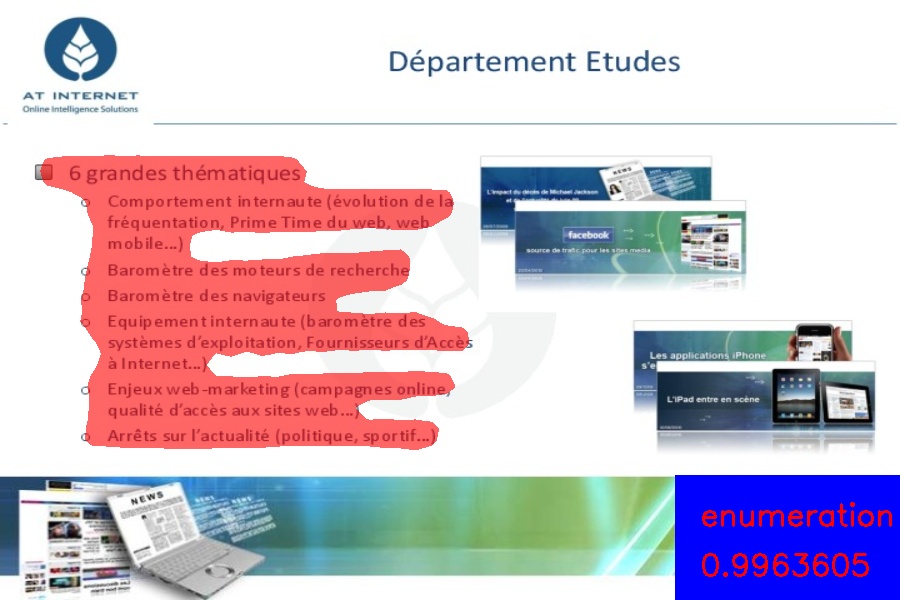 AT INTERNET
Online Intelligence Solutions
Département Etudes
6 grandes thématiques
o Comportement internaute (évolution de la
fréquentation, Prime Time du web, web
mobile...)
o Baromètre des moteurs de recherche
o Baromètre des navigateurs
o Equipement internaute (baromètre des
systèmes d'exploitation, Fournisseurs d'Accès
à Internet...)
o Enjeux web-marketing (campagnes online,
qualité d'accès aux sites web...)
o Arrêts sur l'actualité (politique, sportif...)
L'impact du décès de Michael Jackson
NEWS
facebook
source de trafic pour les sites media
Les applications iPhone
L'iPad entre en scène
NEWS
enumeration
0.9963605